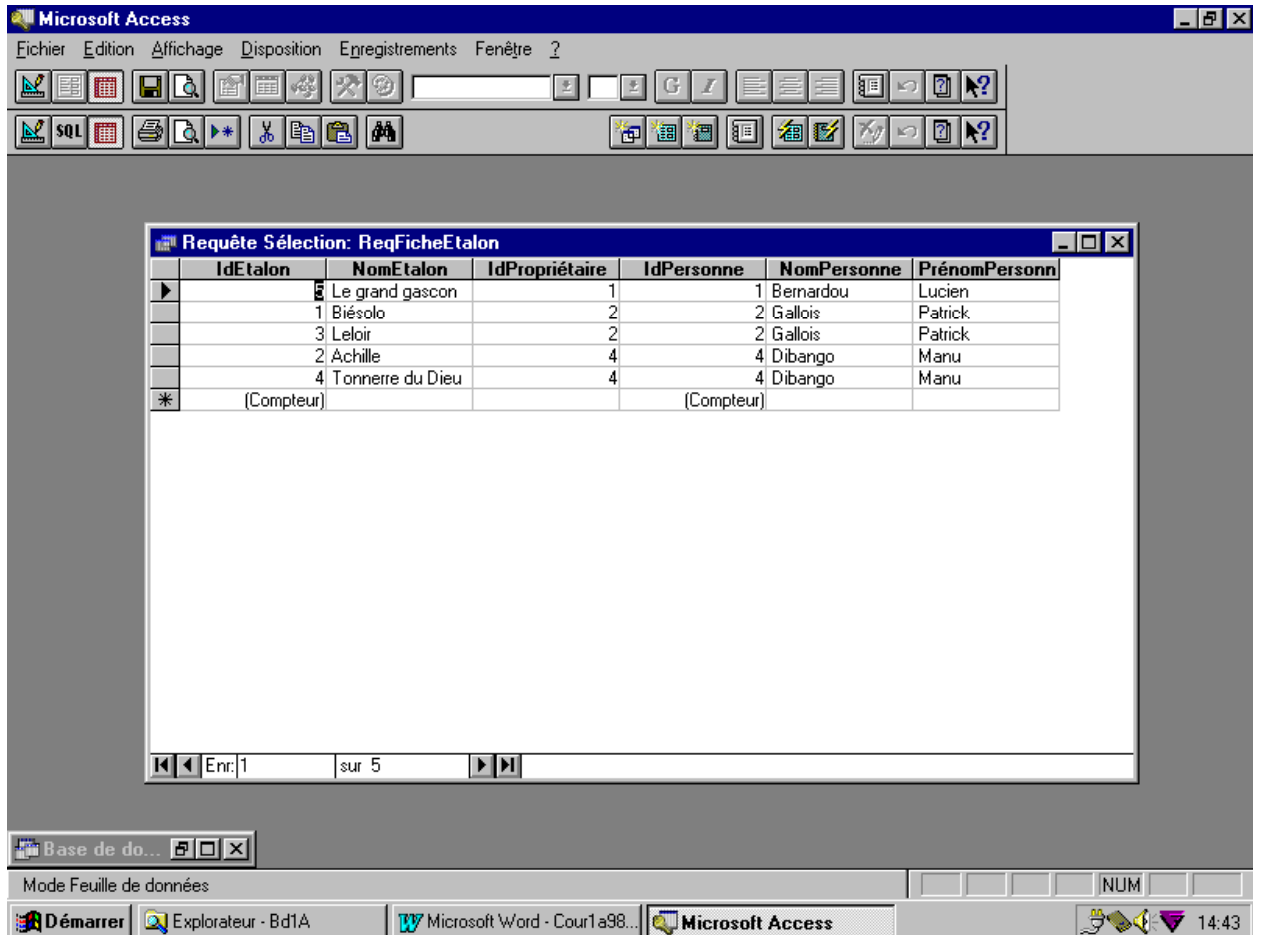 Microsoft Access
Fichier Edition Affichage Disposition Enregistrements Fenêtre ?
G I
SQL
Requête Sélection: ReqFicheEtalon
IdEtalon NomEtalon IdPropriétaire IdPersonne NomPersonne PrénomPersonn
5 Le grand gascon 1 1 Bernardou Lucien
1 Biésolo 2 2 Gallois Patrick
3 Leloir 2 2 Gallois Patrick
2 Achille 4 4 Dibango Manu
4 Tonnerre du Dieu 4 4 Dibango Manu
(Compteur) (Compteur)
Enr: 1 sur 5
Base de do...
Mode Feuille de données NUM
Démarrer Explorateur - Bd1A Microsoft Word - Cour1a98... Microsoft Access 14:43